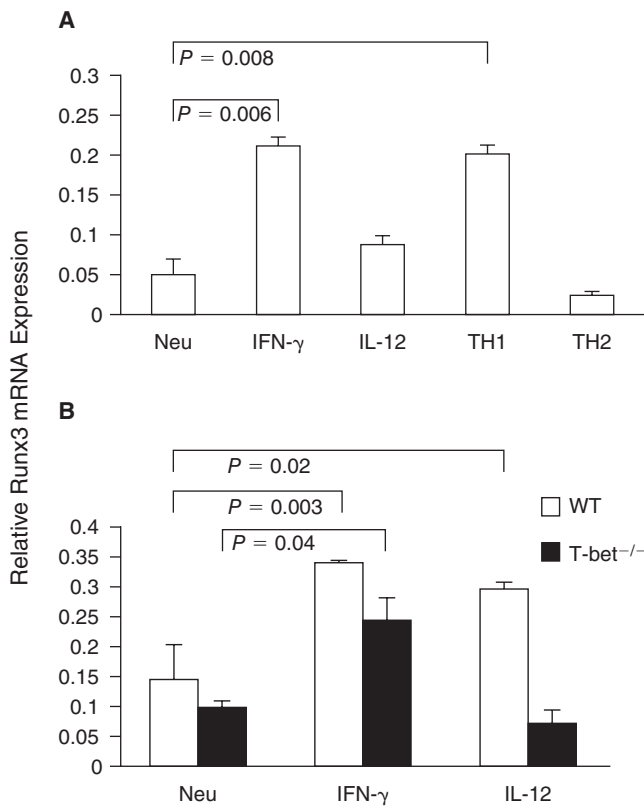 A
P = 0.008
0.3
P = 0.006
0.25
0.2
0.15
0.1
0.05
0
Neu IFN-γ IL-12 TH1 TH2
Relative Runx3 mRNA Expression
B
P = 0.02
P = 0.003
P = 0.04
WT
T-bet−/−
0.4
0.35
0.3
0.25
0.2
0.15
0.1
0.05
0
Neu IFN-γ IL-12